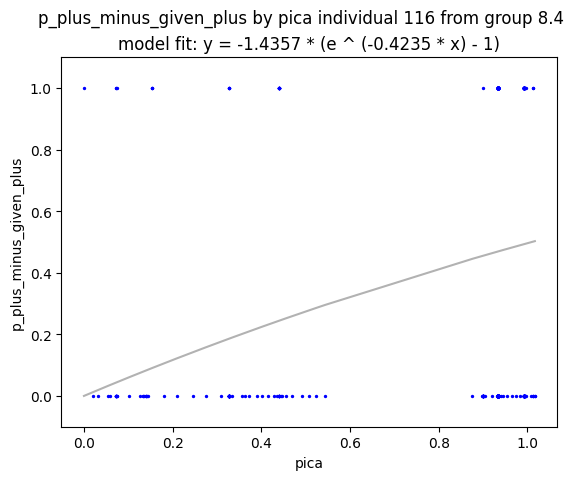 p_plus_minus_given_plus by pica individual 116 from group 8.4
model fit: y = -1.4357 * (e ^ (-0.4235 * x) - 1)
p_plus_minus_given_plus
1.0
0.8
0.6
0.4
0.2
0.0
0.0 0.2 0.4 0.6 0.8 1.0
pica